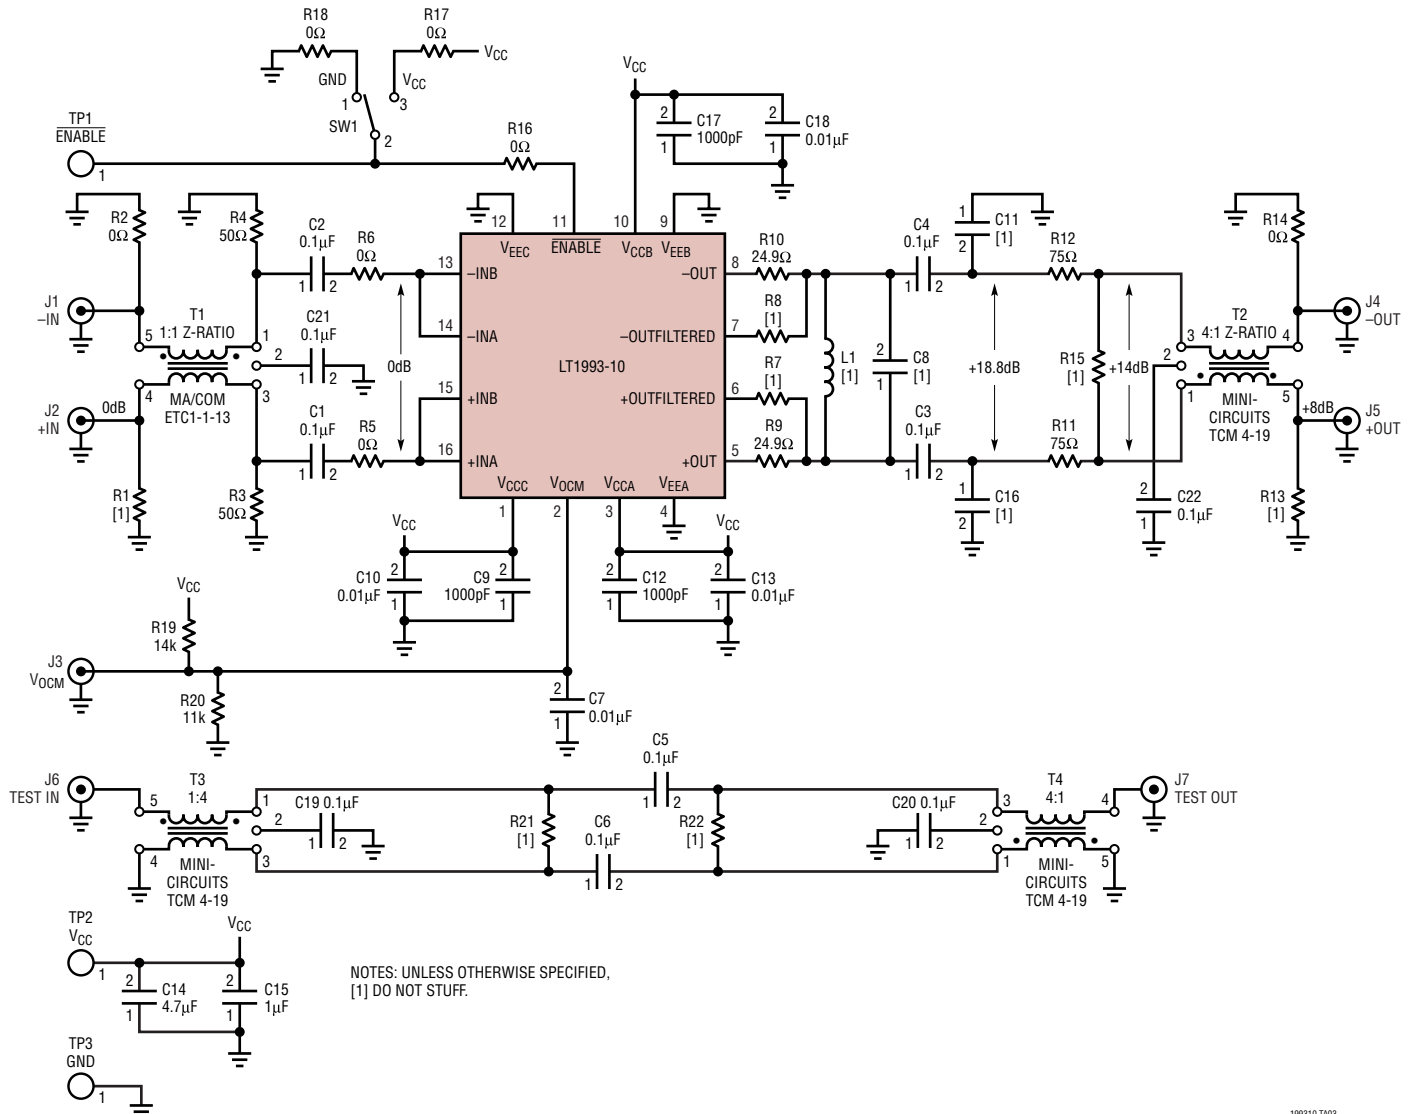 R18
0Ω
R17
0Ω
VCC
GND
VCC
1
3
SW1
2
TP1
ENABLE
1
R16
0Ω
VCC
2
1
C17
1000pF
2
1
C18
0.01µF
R2
0Ω
R4
50Ω
C2
0.1µF
1 2
R6
0Ω
12
11
10
9
VEEC
ENABLE
VCCB
VEEB
13
–INB
14
–INA
15
+INB
16
+INA
LT1993-10
–OUT
8
–OUTFILTERED
7
+OUTFILTERED
6
+OUT
5
VCCC
VOCM
VCCA
VEEA
1
2
3
4
J1
–IN
T1
1:1 Z-RATIO
5
1
2
4
3
MA/COM
ETC1-1-13
C21
0.1µF
1 2
0dB
J2
+IN
0dB
C1
0.1µF
1 2
R5
0Ω
R1
[1]
R3
50Ω
R10
24.9Ω
R8
[1]
R7
[1]
R9
24.9Ω
L1
[1]
2
1
C8
[1]
C4
0.1µF
1 2
C3
0.1µF
1 2
1
2
C11
[1]
1
2
C16
[1]
R12
75Ω
R11
75Ω
+18.8dB
R15
[1]
+14dB
T2
4:1 Z-RATIO
3
2
1
4
5
MINI-
CIRCUITS
TCM 4-19
2
1
C22
0.1µF
R14
0Ω
J4
–OUT
+8dB
J5
+OUT
R13
[1]
VCC
2
1
C10
0.01µF
2
1
C9
1000pF
VCC
2
1
C12
1000pF
2
1
C13
0.01µF
VCC
R19
14k
J3
VOCM
R20
11k
2
1
C7
0.01µF
J6
TEST IN
T3
1:4
5
1
2
4
3
MINI-
CIRCUITS
TCM 4-19
C19 0.1µF
1 2
R21
[1]
C5
0.1µF
1 2
C6
0.1µF
1 2
R22
[1]
C20 0.1µF
1 2
T4
4:1
3
2
1
4
5
MINI-
CIRCUITS
TCM 4-19
J7
TEST OUT
TP2
VCC
1
VCC
2
1
C14
4.7µF
2
1
C15
1µF
TP3
GND
1
NOTES: UNLESS OTHERWISE SPECIFIED,
[1] DO NOT STUFF.
199310 TA03